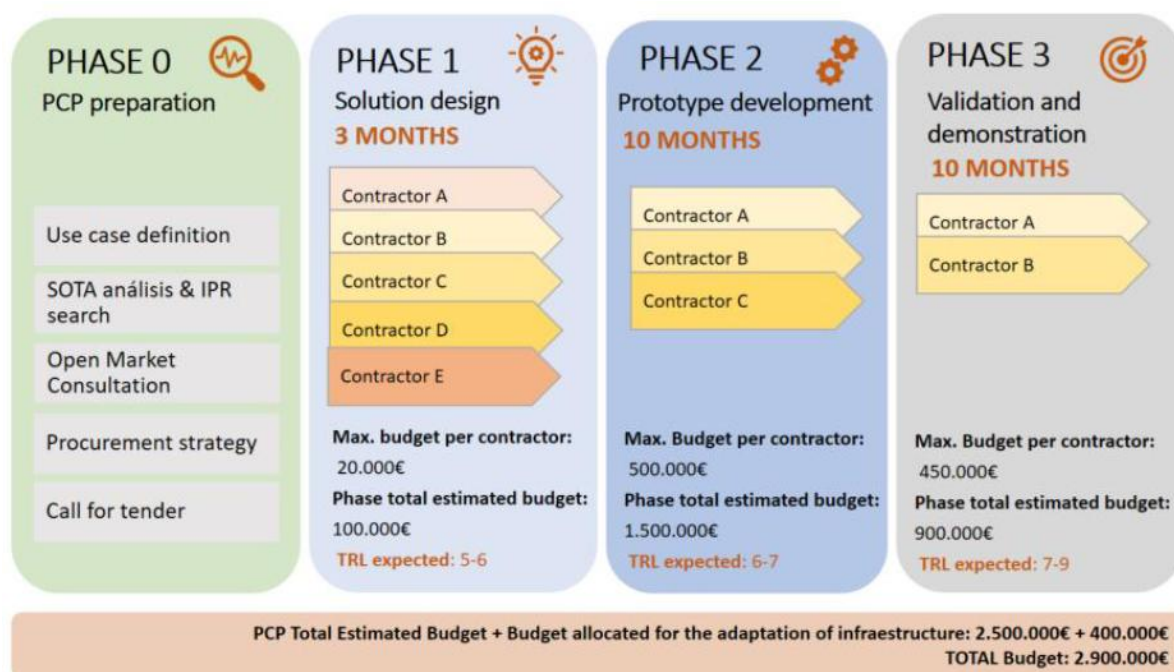 PHASE 0
PCP preparation
Use case definition
SOTA análisis & IPR
search
Open Market
Consultation
Procurement strategy
Call for tender
PHASE 1
Solution design
3 MONTHS
Contractor A
Contractor B
Contractor C
Contractor D
Contractor E
Max. budget per contractor:
20.000€
Phase total estimated budget:
100.000€
TRL expected: 5-6
PHASE 2
Prototype development
10 MONTHS
Contractor A
Contractor B
Contractor C
Max. Budget per contractor:
500.000€
Phase total estimated budget:
1.500.000€
TRL expected: 6-7
PHASE 3
Validation and
demonstration
10 MONTHS
Contractor A
Contractor B
Max. Budget per contractor:
450.000€
Phase total estimated budget:
900.000€
TRL expected: 7-9
PCP Total Estimated Budget + Budget allocated for the adaptation of infraestructure: 2.500.000€ + 400.000€
TOTAL Budget: 2.900.000€